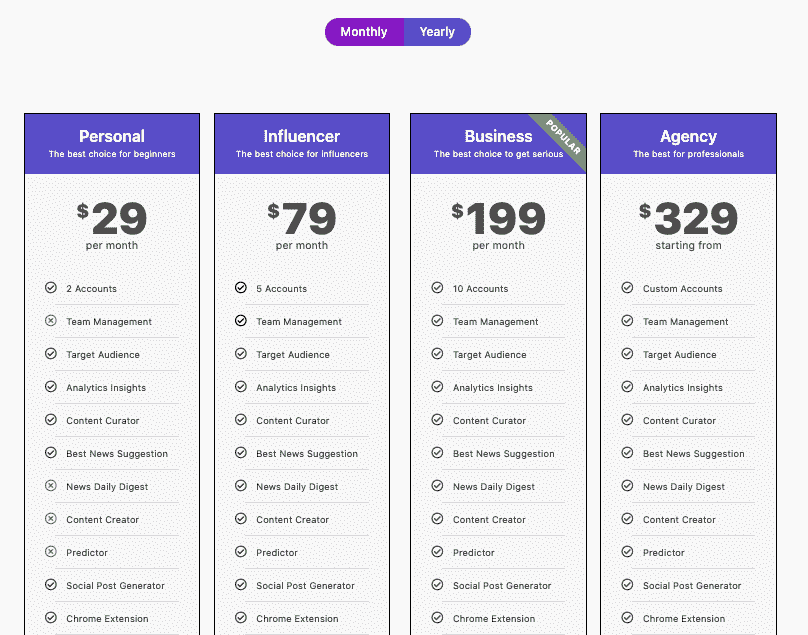 Monthly Yearly
Personal
The best choice for beginners
$29
per month
2 Accounts
Team Management
Target Audience
Analytics Insights
Content Curator
Best News Suggestion
News Daily Digest
Content Creator
Predictor
Social Post Generator
Chrome Extension
Influencer
The best choice for influencers
$79
per month
5 Accounts
Team Management
Target Audience
Analytics Insights
Content Curator
Best News Suggestion
News Daily Digest
Content Creator
Predictor
Social Post Generator
Chrome Extension
Business
POPULAR
The best choice to get serious
$199
per month
10 Accounts
Team Management
Target Audience
Analytics Insights
Content Curator
Best News Suggestion
News Daily Digest
Content Creator
Predictor
Social Post Generator
Chrome Extension
Agency
The best for professionals
$329
starting from
Custom Accounts
Team Management
Target Audience
Analytics Insights
Content Curator
Best News Suggestion
News Daily Digest
Content Creator
Predictor
Social Post Generator
Chrome Extension